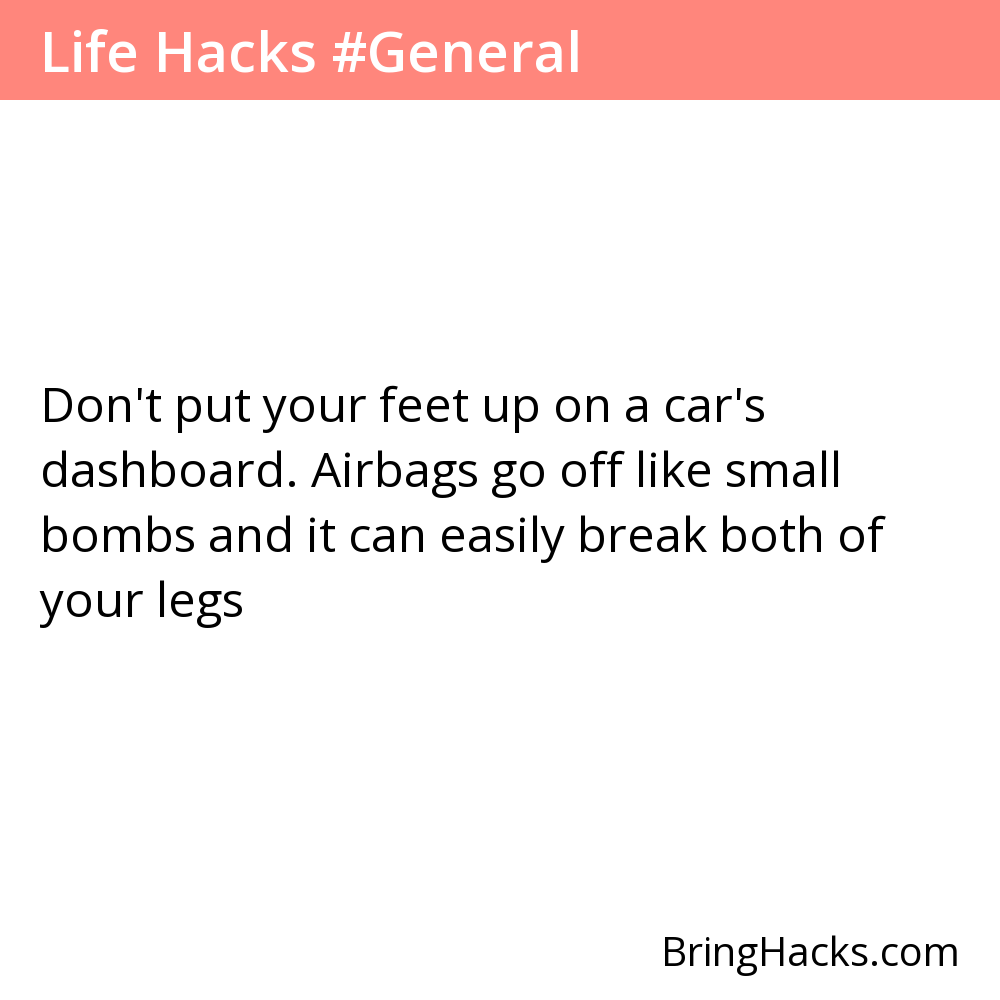 Life Hacks #General
Don't put your feet up on a car's
dashboard. Airbags go off like small
bombs and it can easily break both of
your legs
BringHacks.com